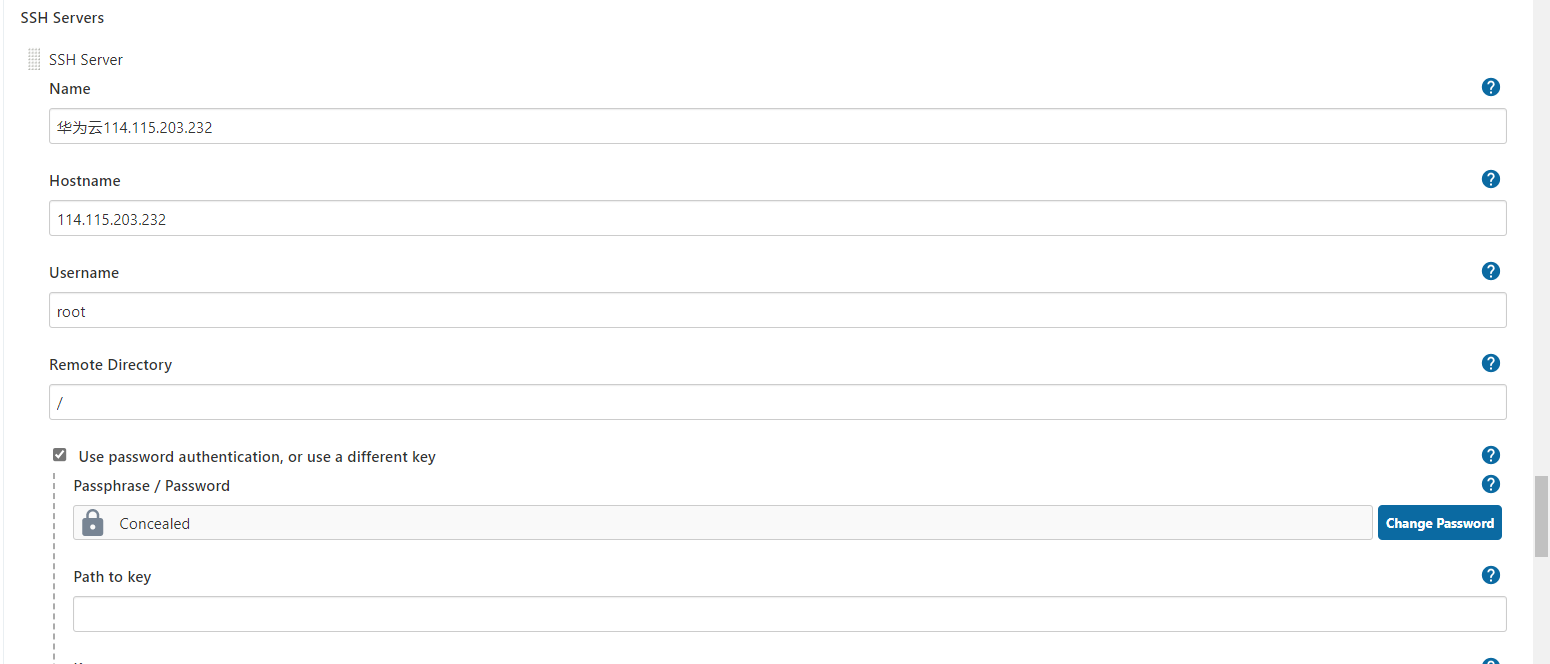 SSH Servers
SSH Server
Name
华为云114.115.203.232
Hostname
114.115.203.232
Username
root
Remote Directory
/
Use password authentication, or use a different key
Passphrase / Password
Concealed
Change Password
Path to key